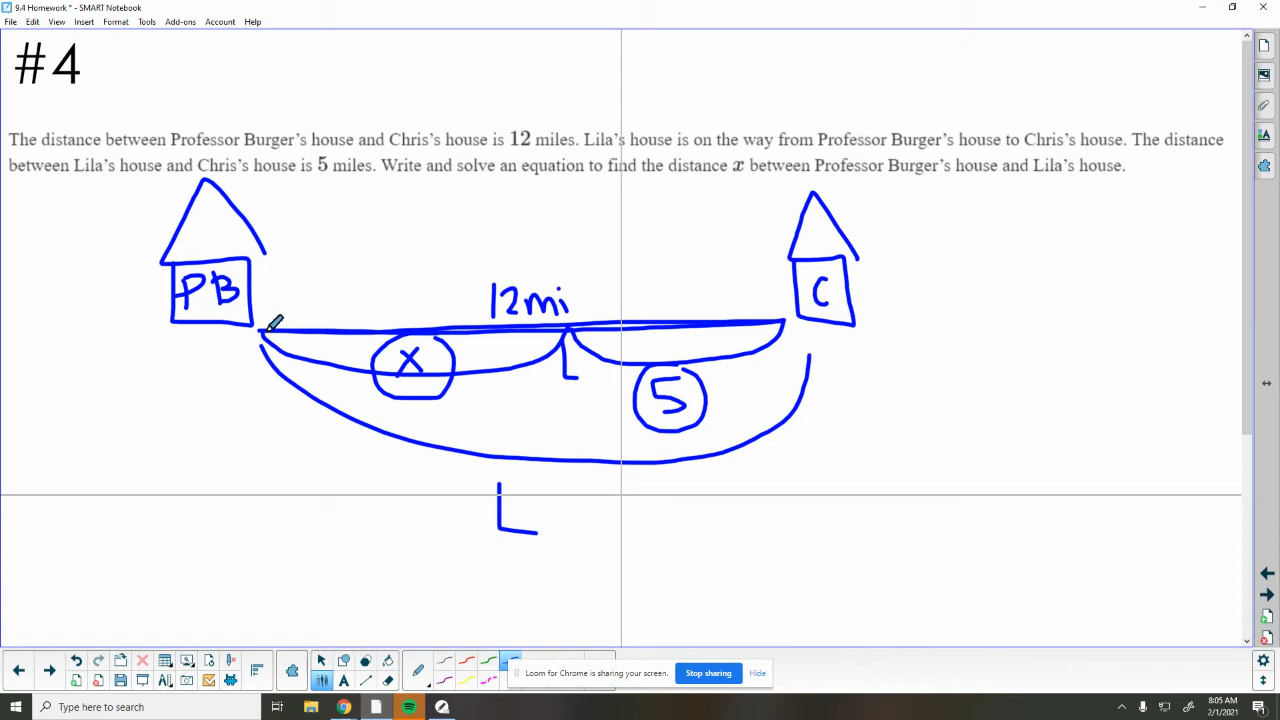 9.4 Homework * - SMART Notebook
File Edit View Insert Format Tools Add-ons Account Help
#4
The distance between Professor Burger's house and Chris's house is 12 miles. Lila's house is on the way from Professor Burger's house to Chris's house. The distance
between Lila's house and Chris's house is 5 miles. Write and solve an equation to find the distance x between Professor Burger's house and Lila's house.
PB
C
12mi
X
L
5
L
Loom for Chrome is sharing your screen. Stop sharing Hide
Type here to search
8:05 AM
2/1/2021